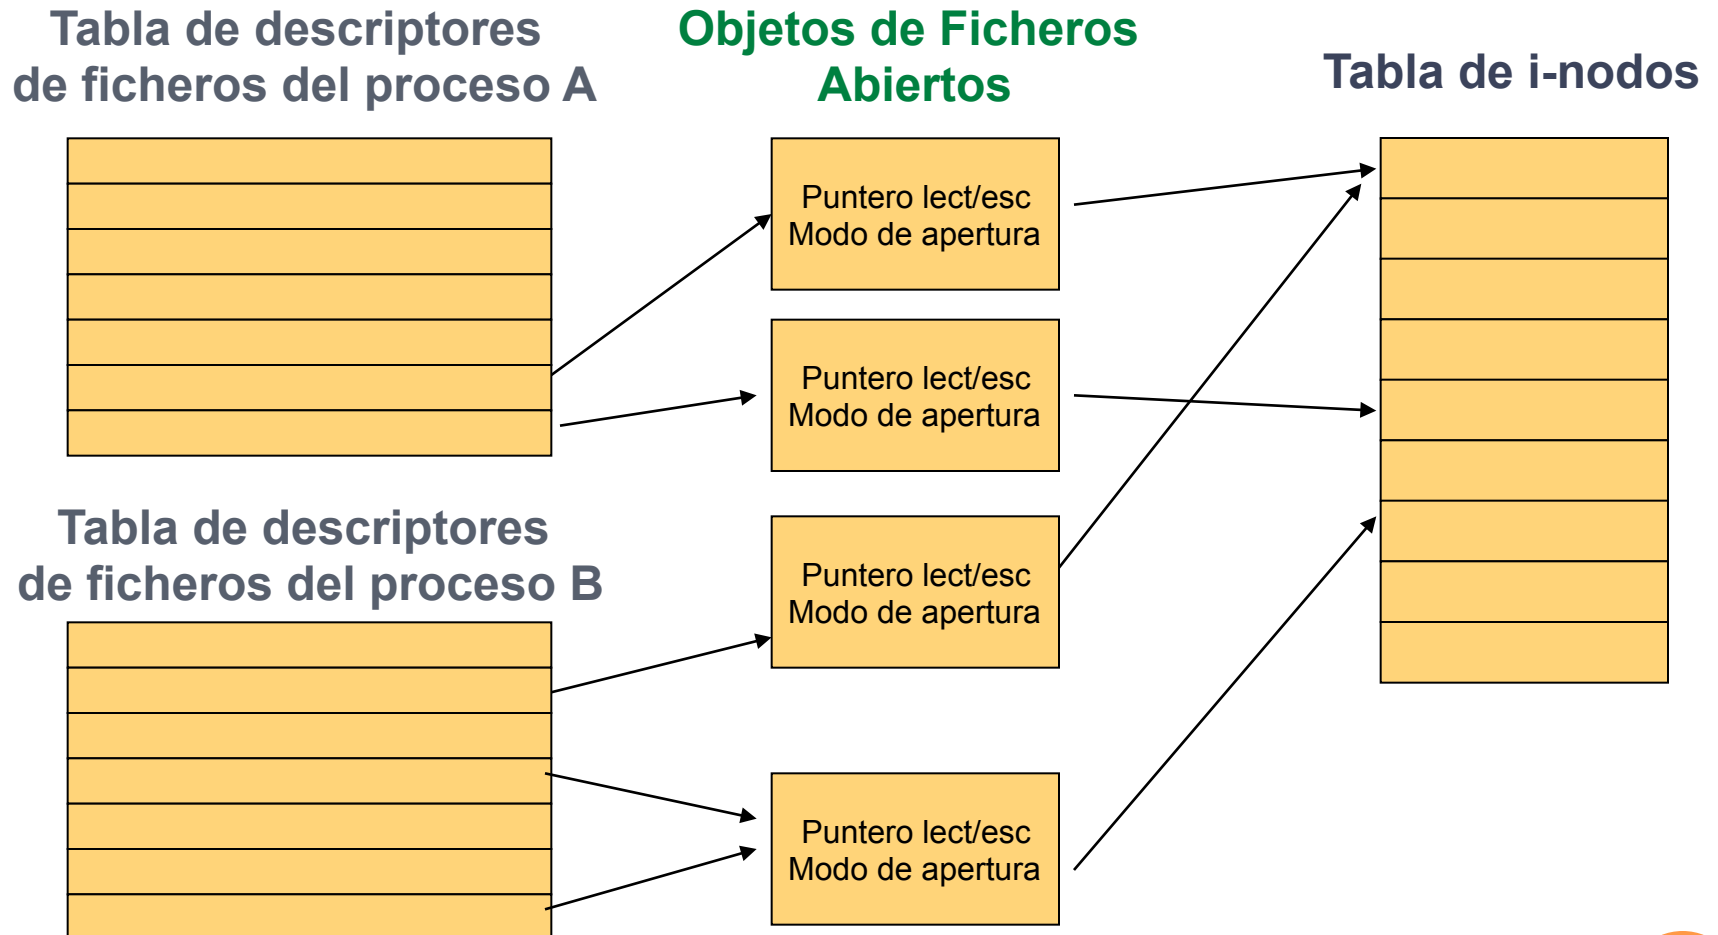 Tabla de descriptores
de ficheros del proceso A
Objetos de Ficheros
Abiertos
Tabla de i-nodos
Puntero lect/esc
Modo de apertura
Puntero lect/esc
Modo de apertura
Tabla de descriptores
de ficheros del proceso B
Puntero lect/esc
Modo de apertura
Puntero lect/esc
Modo de apertura